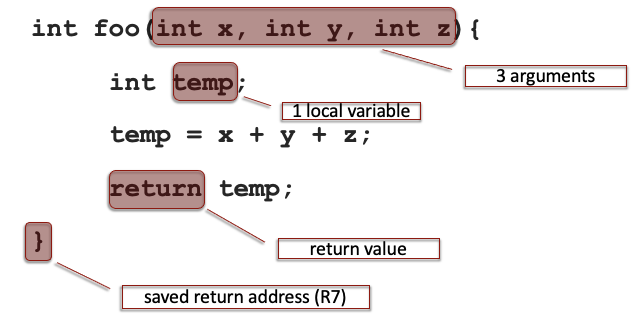 int foo(int x, int y, int z){
3 arguments
int temp;
1 local variable
temp = x + y + z;
return temp;
return value
}
saved return address (R7)